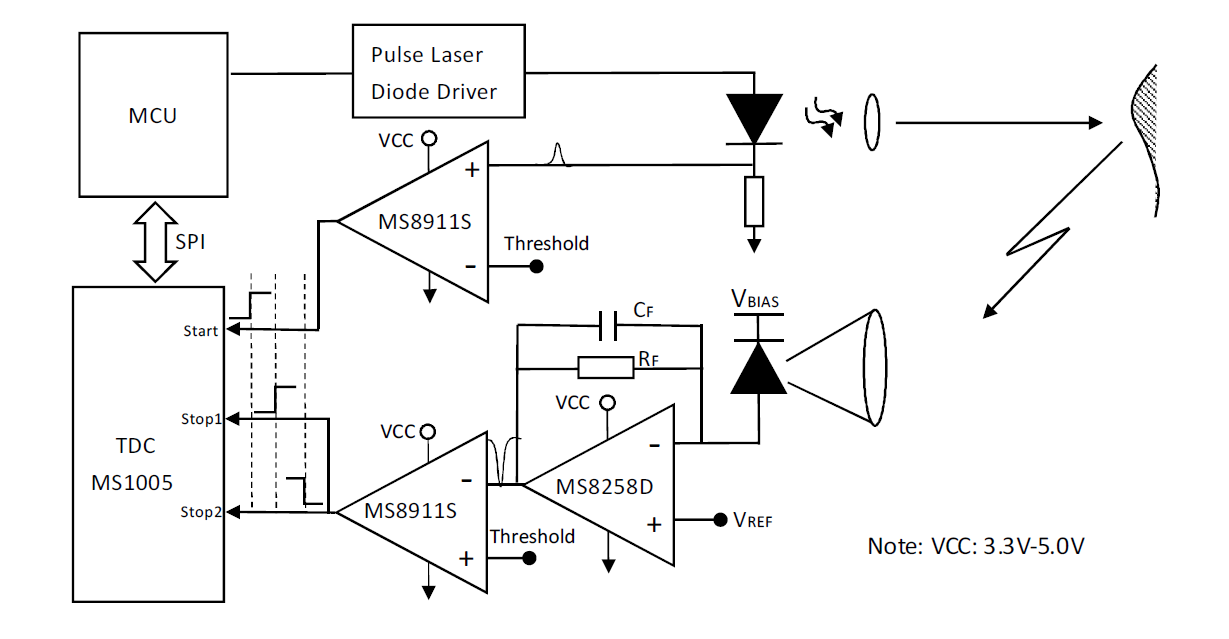 Pulse Laser
Diode Driver
MCU
VCC
+
MS8911S
Threshold
-
SPI
Start
VBIAS
CF
RF
VCC
Stop1
VCC
-
-
TDC
MS1005
MS8258D
MS8911S
Stop2
+
VREF
Threshold
+
Note: VCC: 3.3V-5.0V